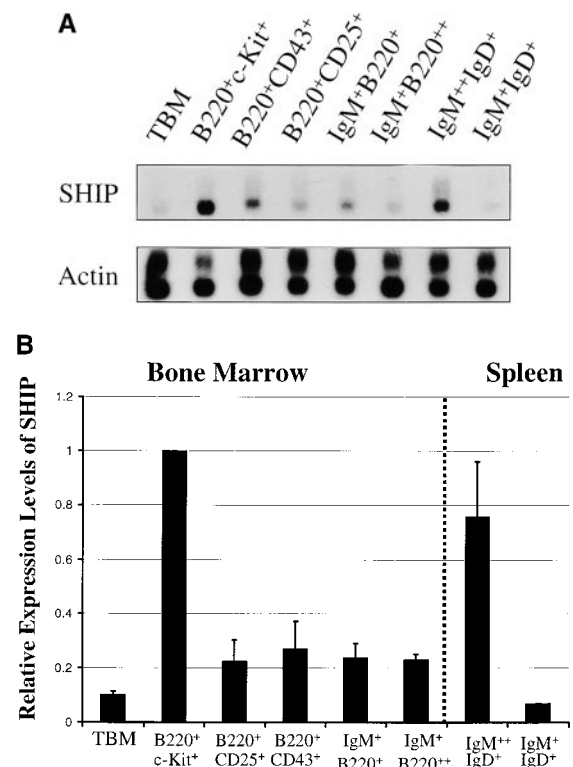 A
TBM
B220+c-Kit+
B220+CD43+
B220+CD25+
IgM+B220+
IgM+B220++
IgM++IgD+
IgM+IgD+
SHIP
Actin
B
Bone Marrow
Spleen
Relative Expression Levels of SHIP
1.2
1
0.8
0.6
0.4
0.2
0
TBM
B220+
c-Kit+
B220+
CD25+
B220+
CD43+
IgM+
B220+
IgM+
B220++
IgM++
IgD+
IgM+
IgD+